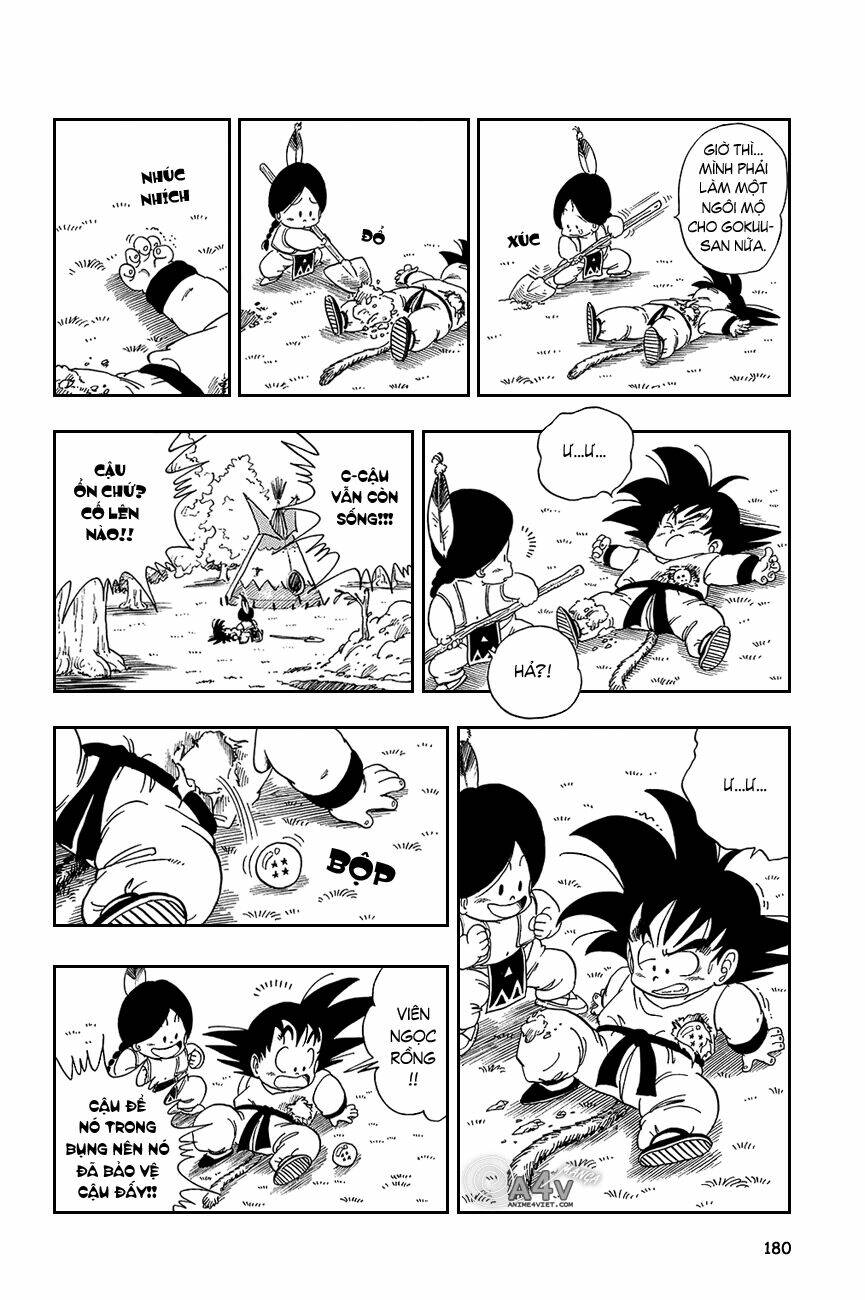 GIỜ THÌ...
MÌNH PHẢI
LÀM MỘT
NGÔI MỘ
CHO GOKUU-
SAN NỮA.
XÚC
ĐỔ
NHÚC
NHÍCH
Ư...Ư...
HẢ?!
C-CẬU
VẪN CÒN
SỐNG!!!
CẬU
ỔN CHỨ?
CỐ LÊN
NÀO!!
Ư...Ư...
BỘP
VIÊN
NGỌC
RỒNG
!!
CẬU ĐỂ
NÓ TRONG
BỤNG NÊN NÓ
ĐÃ BẢO VỆ
CẬU ĐẤY!!
MANGA
A4V
ANIME4VIET.COM
180